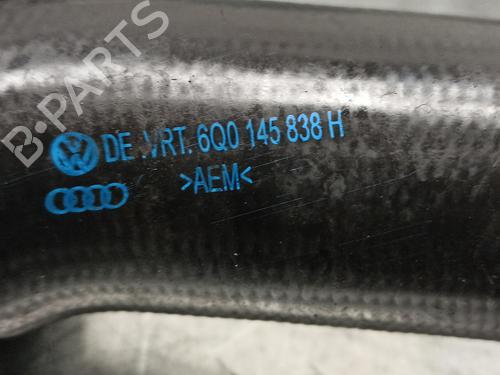 B-PARTS
DE .VRT. 6Q0 145 838 H
>AEM<